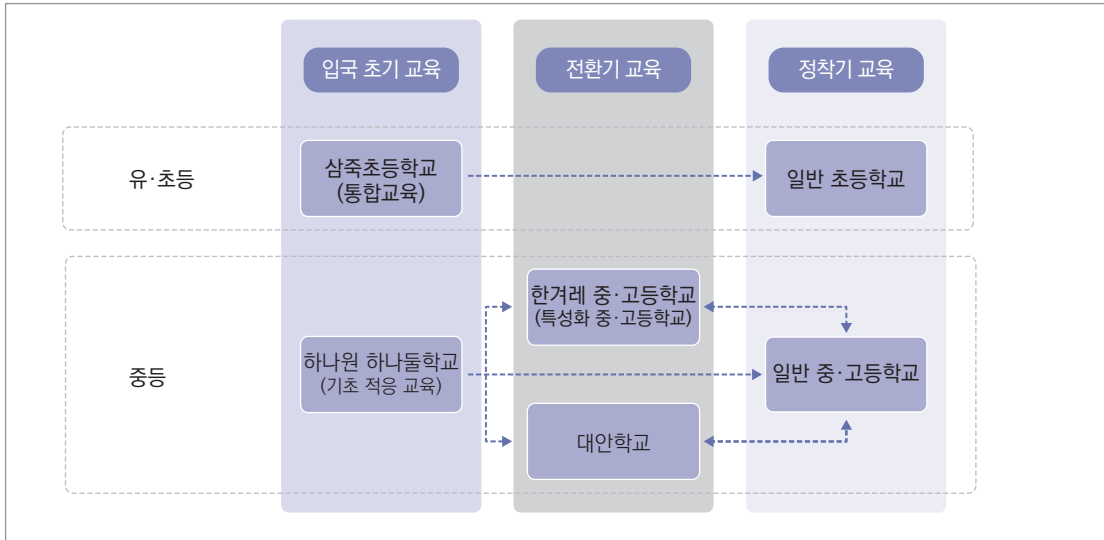 입국 초기 교육
전환기 교육
정착기 교육
유·초등
삼죽초등학교
(통합교육)
일반 초등학교
중등
하나원 하나둘학교
(기초 적응 교육)
한겨레 중·고등학교
(특성화 중·고등학교)
대안학교
일반 중·고등학교